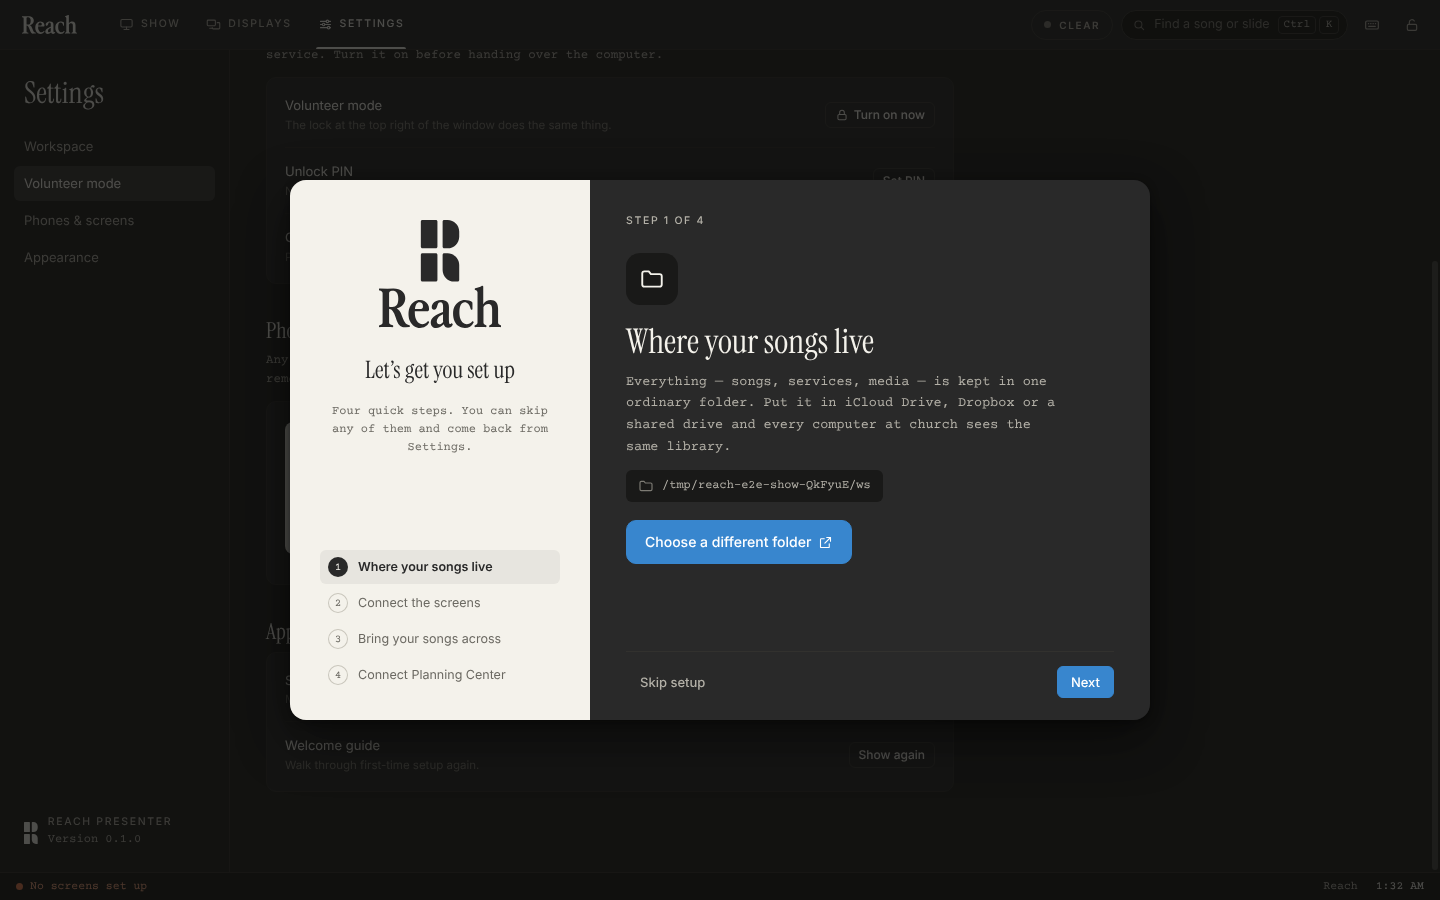 Reach
SHOW
DISPLAYS
SETTINGS
CLEAR
Find a song or slide
Ctrl
K
service. Turn it on before handing over the computer.
Settings
Workspace
Volunteer mode
Phones & screens
Appearance
Volunteer mode
The lock at the top right of the window does the same thing.
Turn on now
Unlock PIN
Set PIN
Reach
Let's get you set up
Four quick steps. You can skip
any of them and come back from
Settings.
1 Where your songs live
2 Connect the screens
3 Bring your songs across
4 Connect Planning Center
STEP 1 OF 4
Where your songs live
Everything — songs, services, media — is kept in one
ordinary folder. Put it in iCloud Drive, Dropbox or a
shared drive and every computer at church sees the
same library.
/tmp/reach-e2e-show-QkFyuE/ws
Choose a different folder
Skip setup
Next
Any
Welcome guide
Walk through first-time setup again.
Show again
REACH PRESENTER
Version 0.1.0
No screens set up
Reach
1:32 AM